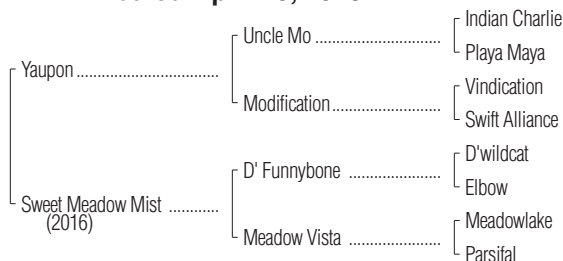 Indian Charlie
Uncle Mo
Playa Maya
Yaupon
Vindication
Modification
Swift Alliance
D'wildcat
D' Funnybone
Elbow
Sweet Meadow Mist
(2016)
Meadowlake
Meadow Vista
Parsifal